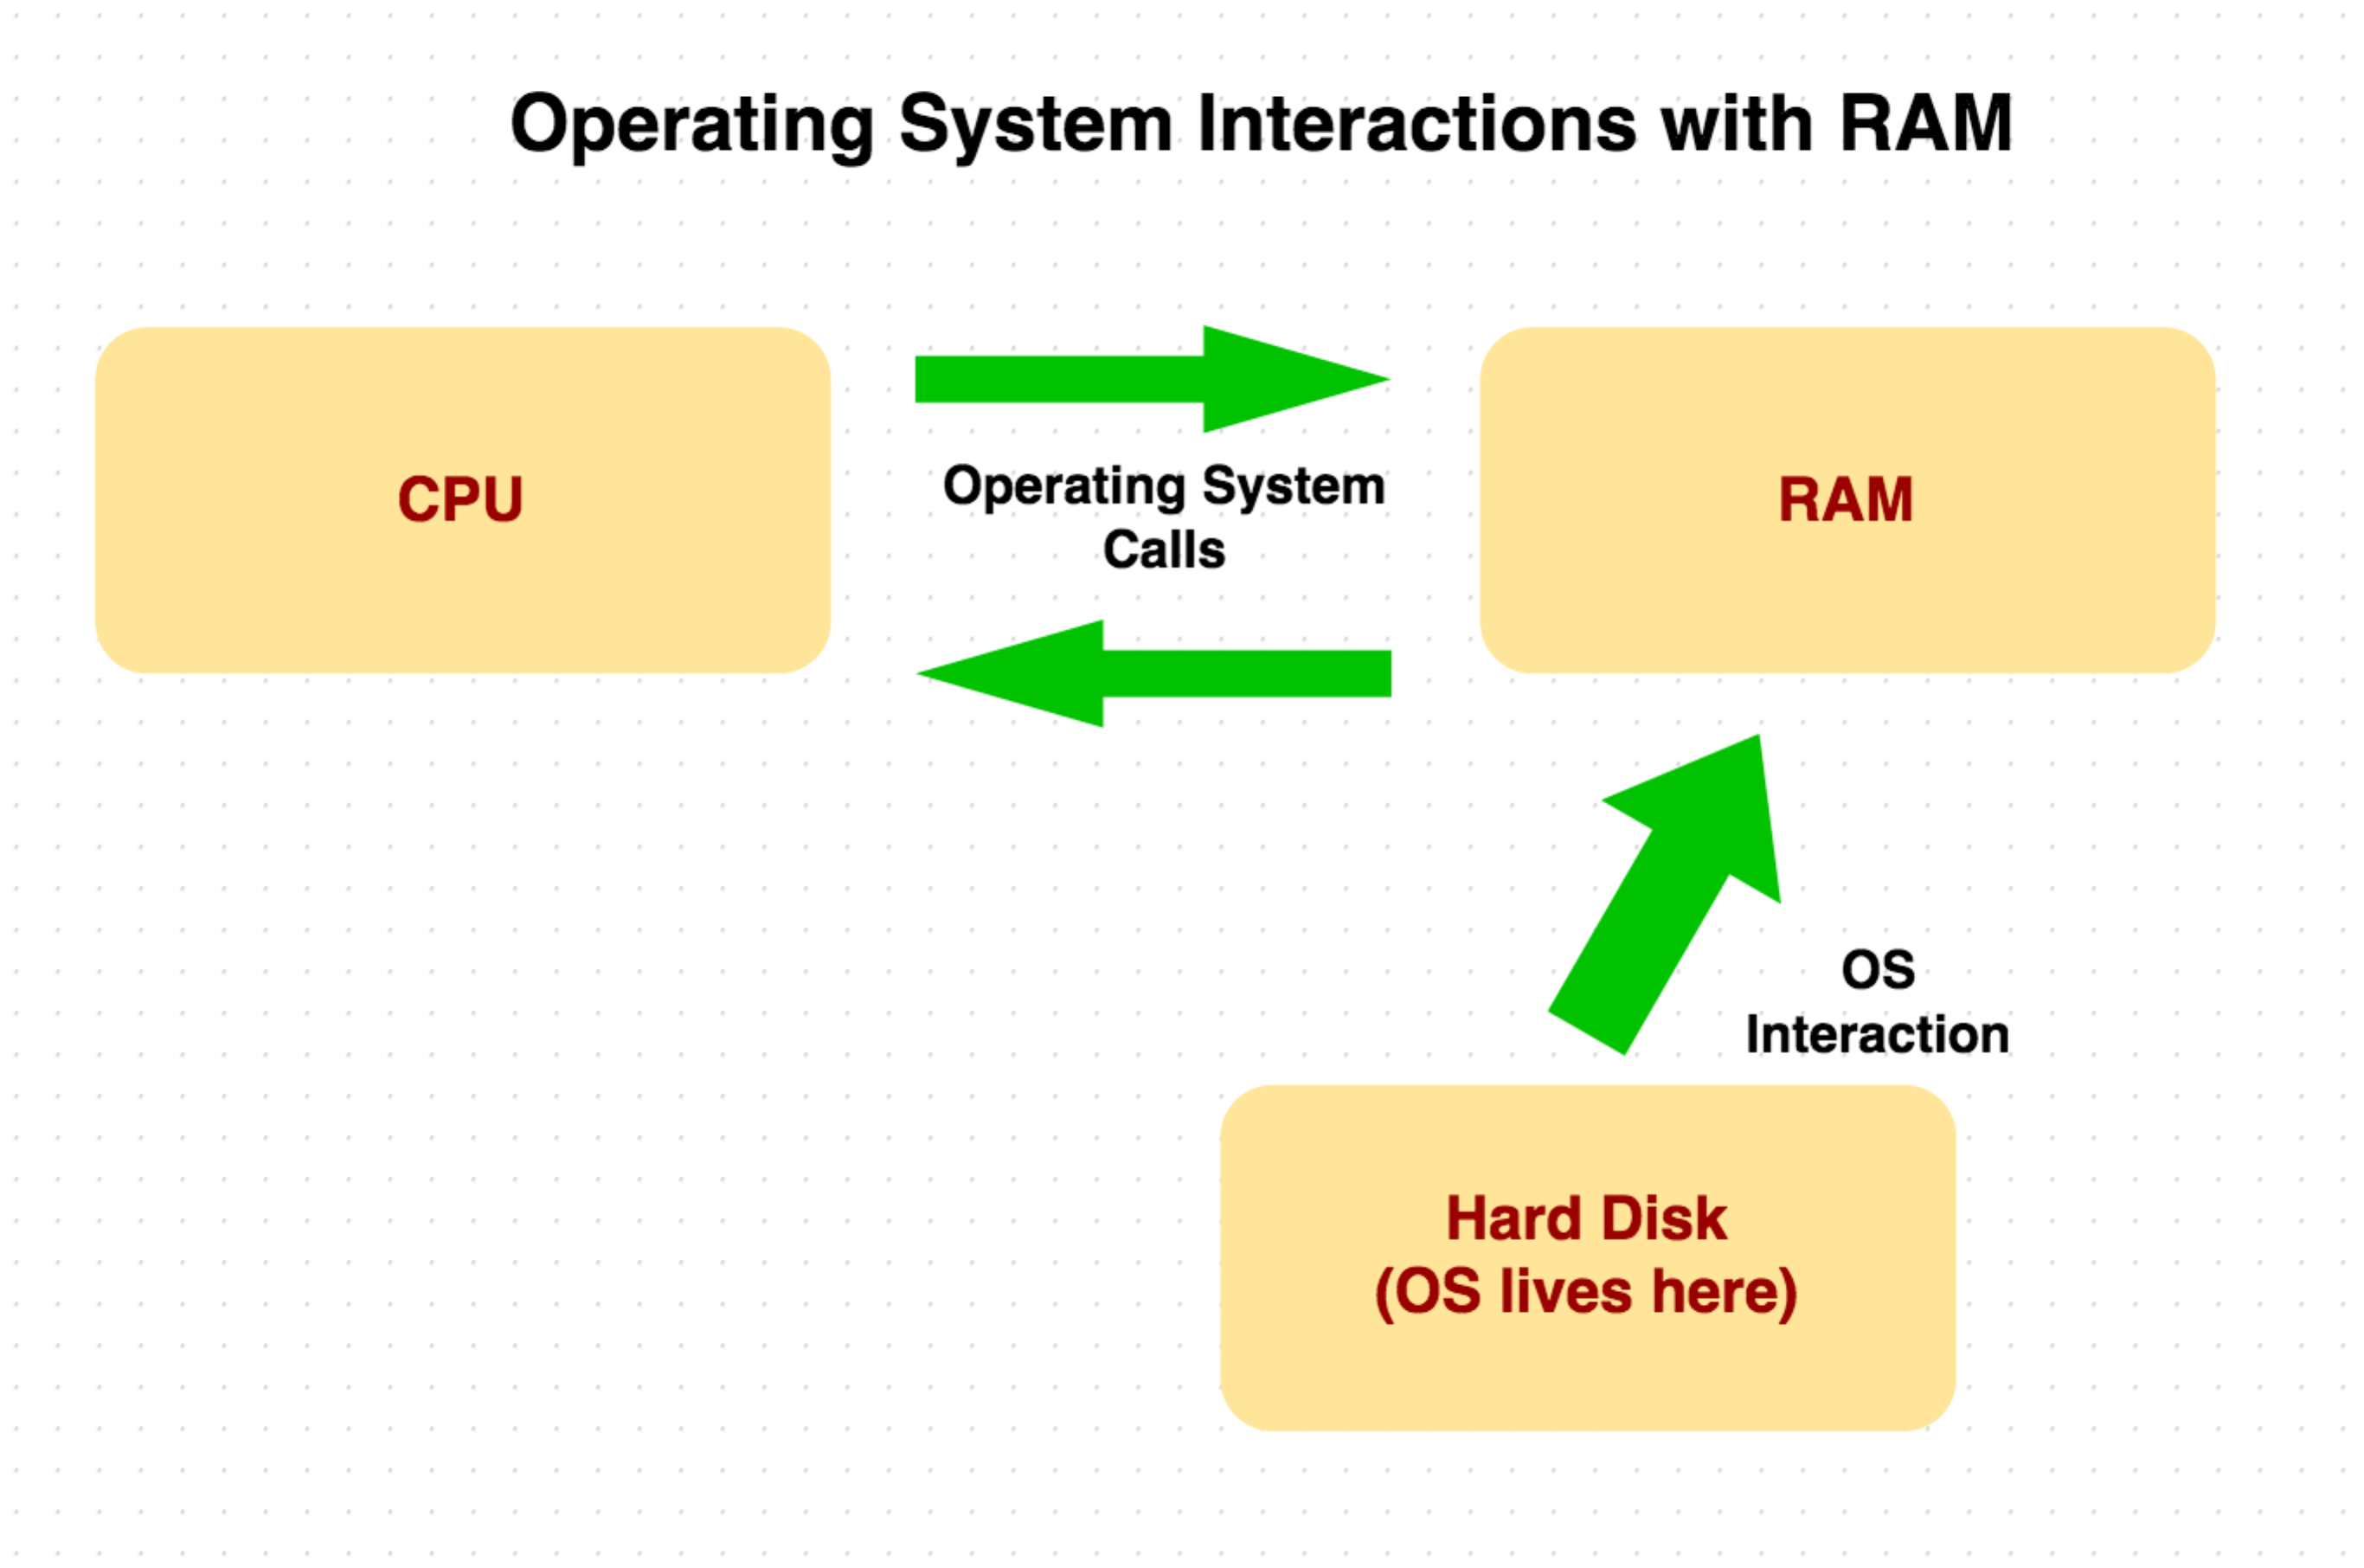 Operating System Interactions with RAM
CPU
Operating System
Calls
RAM
OS
Interaction
Hard Disk
(OS lives here)